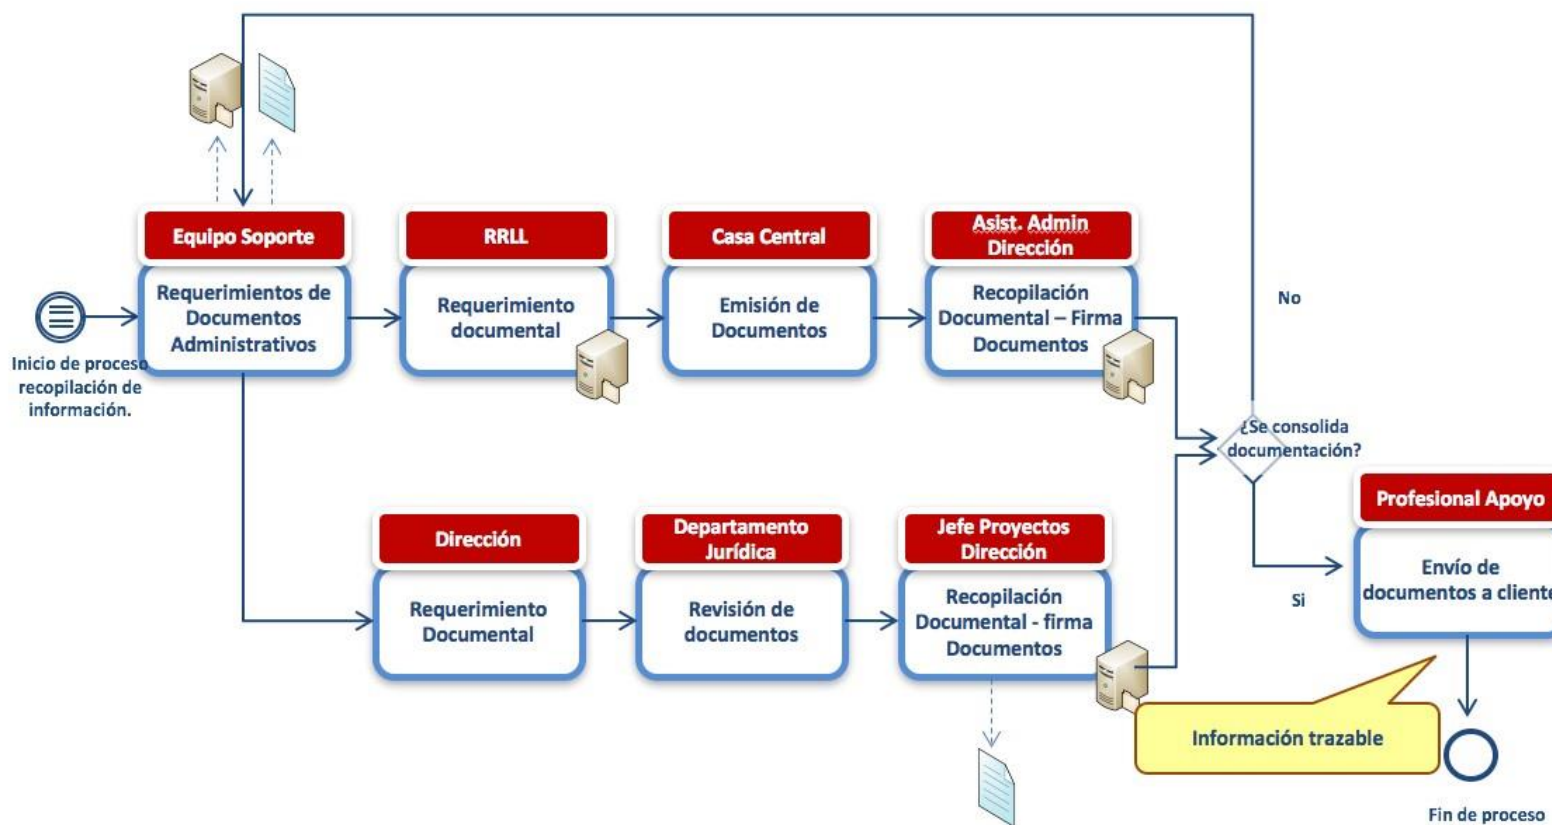 Equipo Soporte
Requerimientos de
Documentos
Administrativos
RRLL
Requerimiento
documental
Casa Central
Emisión de
Documentos
Asist. Admin
Dirección
Recopilación
Documental – Firma
Documentos
Inicio de proceso
recopilación de
información.
No
¿Se consolida
documentación?
Si
Dirección
Requerimiento
Documental
Departamento
Jurídica
Revisión de
documentos
Jefe Proyectos
Dirección
Recopilación
Documental - firma
Documentos
Profesional Apoyo
Envío de
documentos a cliente
Información trazable
Fin de proceso